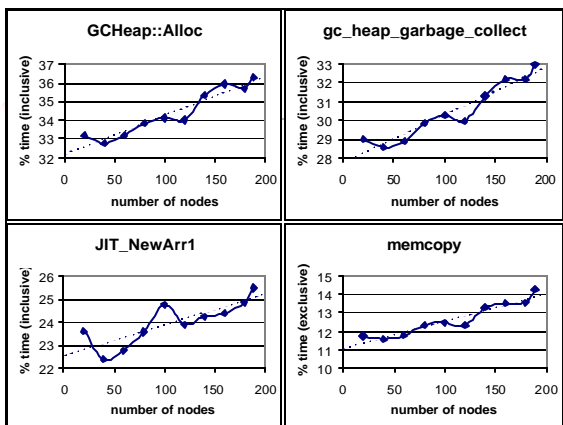 GCHeap::Alloc
% time (inclusive)
37
36
35
34
33
32
0 50 100 150 200
number of nodes
gc_heap_garbage_collect
% time (inclusive)
33
32
31
30
29
28
0 50 100 150 200
number of nodes
JIT_NewArr1
% time (inclusive)
26
25
24
23
22
0 50 100 150 200
number of nodes
memcopy
% time (exclusive)
15
14
13
12
11
10
0 50 100 150 200
number of nodes